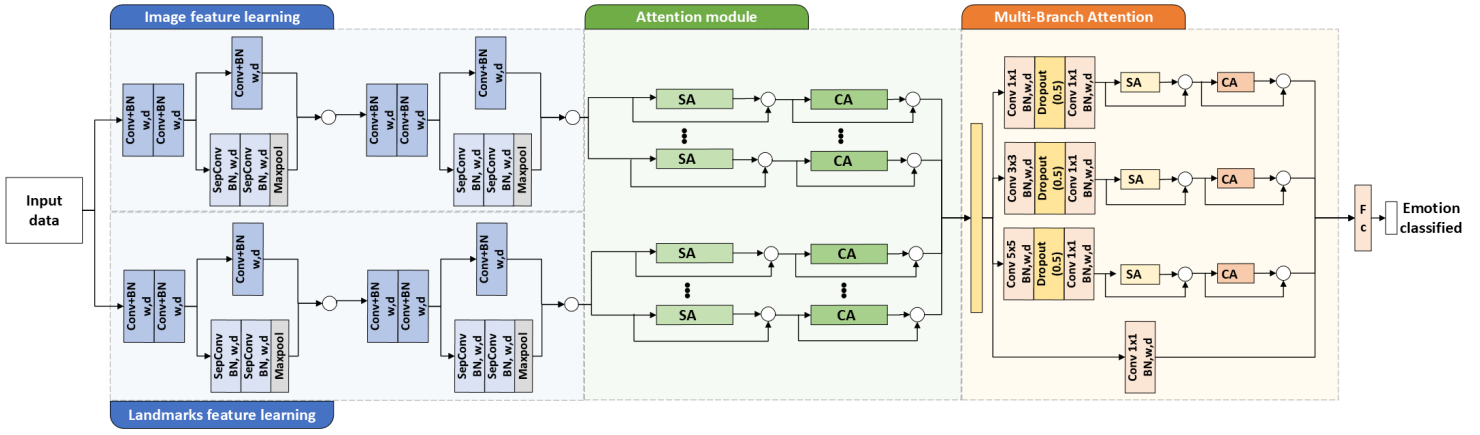 Image feature learning
Attention module
Multi-Branch Attention
Input
data
Conv+BN
w,d
Conv+BN
w,d
Conv+BN
w,d
SepConv
BN, w,d
SepConv
BN, w,d
Maxpool
Conv+BN
w,d
Conv+BN
w,d
Conv+BN
w,d
SepConv
BN, w,d
SepConv
BN, w,d
Maxpool
Conv+BN
w,d
Conv+BN
w,d
Conv+BN
w,d
SepConv
BN, w,d
SepConv
BN, w,d
Maxpool
Conv+BN
w,d
Conv+BN
w,d
Conv+BN
w,d
SepConv
BN, w,d
SepConv
BN, w,d
Maxpool
Landmarks feature learning
SA
CA
SA
CA
SA
CA
SA
CA
Conv 1x1
BN,w,d
Dropout
(0.5)
Conv 1x1
BN,w,d
SA
CA
Conv 3x3
BN,w,d
Dropout
(0.5)
Conv 1x1
BN,w,d
SA
CA
Conv 5x5
BN,w,d
Dropout
(0.5)
Conv 1x1
BN,w,d
SA
CA
Conv 1x1
BN,w,d
F
c
Emotion
classified